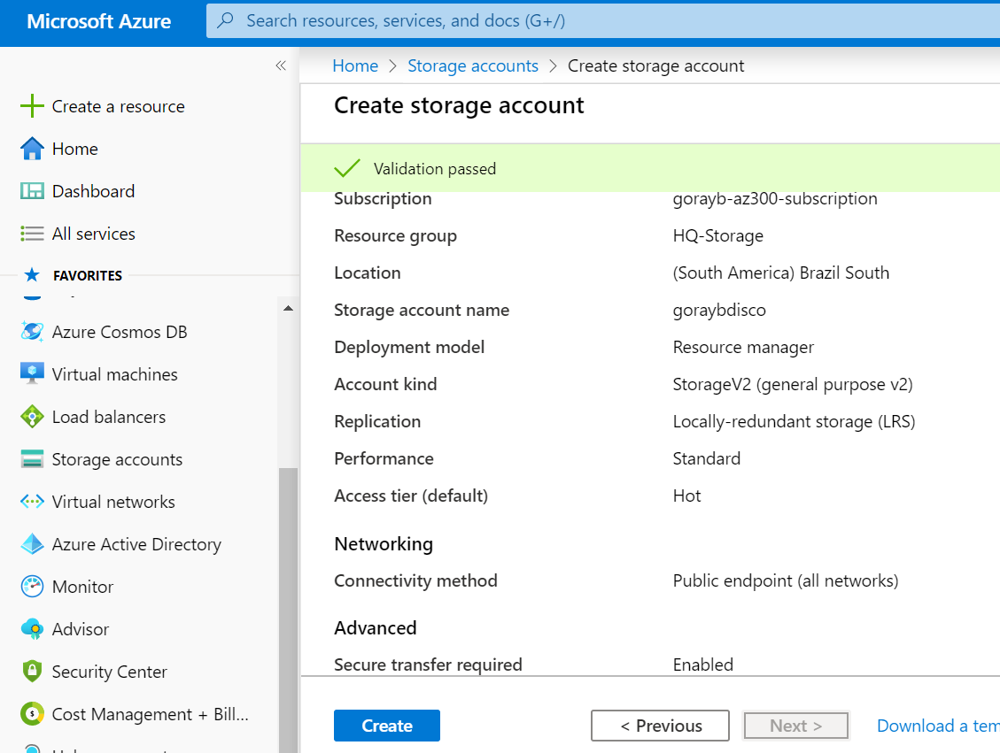 Microsoft Azure
Search resources, services, and docs (G+/)
«
Create a resource
Home
Dashboard
All services
FAVORITES
Azure Cosmos DB
Virtual machines
Load balancers
Storage accounts
Virtual networks
Azure Active Directory
Monitor
Advisor
Security Center
Cost Management + Bill...
Home > Storage accounts > Create storage account
Create storage account
Validation passed
Subscription gorayb-az300-subscription
Resource group HQ-Storage
Location (South America) Brazil South
Storage account name goraybdisco
Deployment model Resource manager
Account kind StorageV2 (general purpose v2)
Replication Locally-redundant storage (LRS)
Performance Standard
Access tier (default) Hot
Networking
Connectivity method Public endpoint (all networks)
Advanced
Secure transfer required Enabled
Create < Previous Next > Download a tem